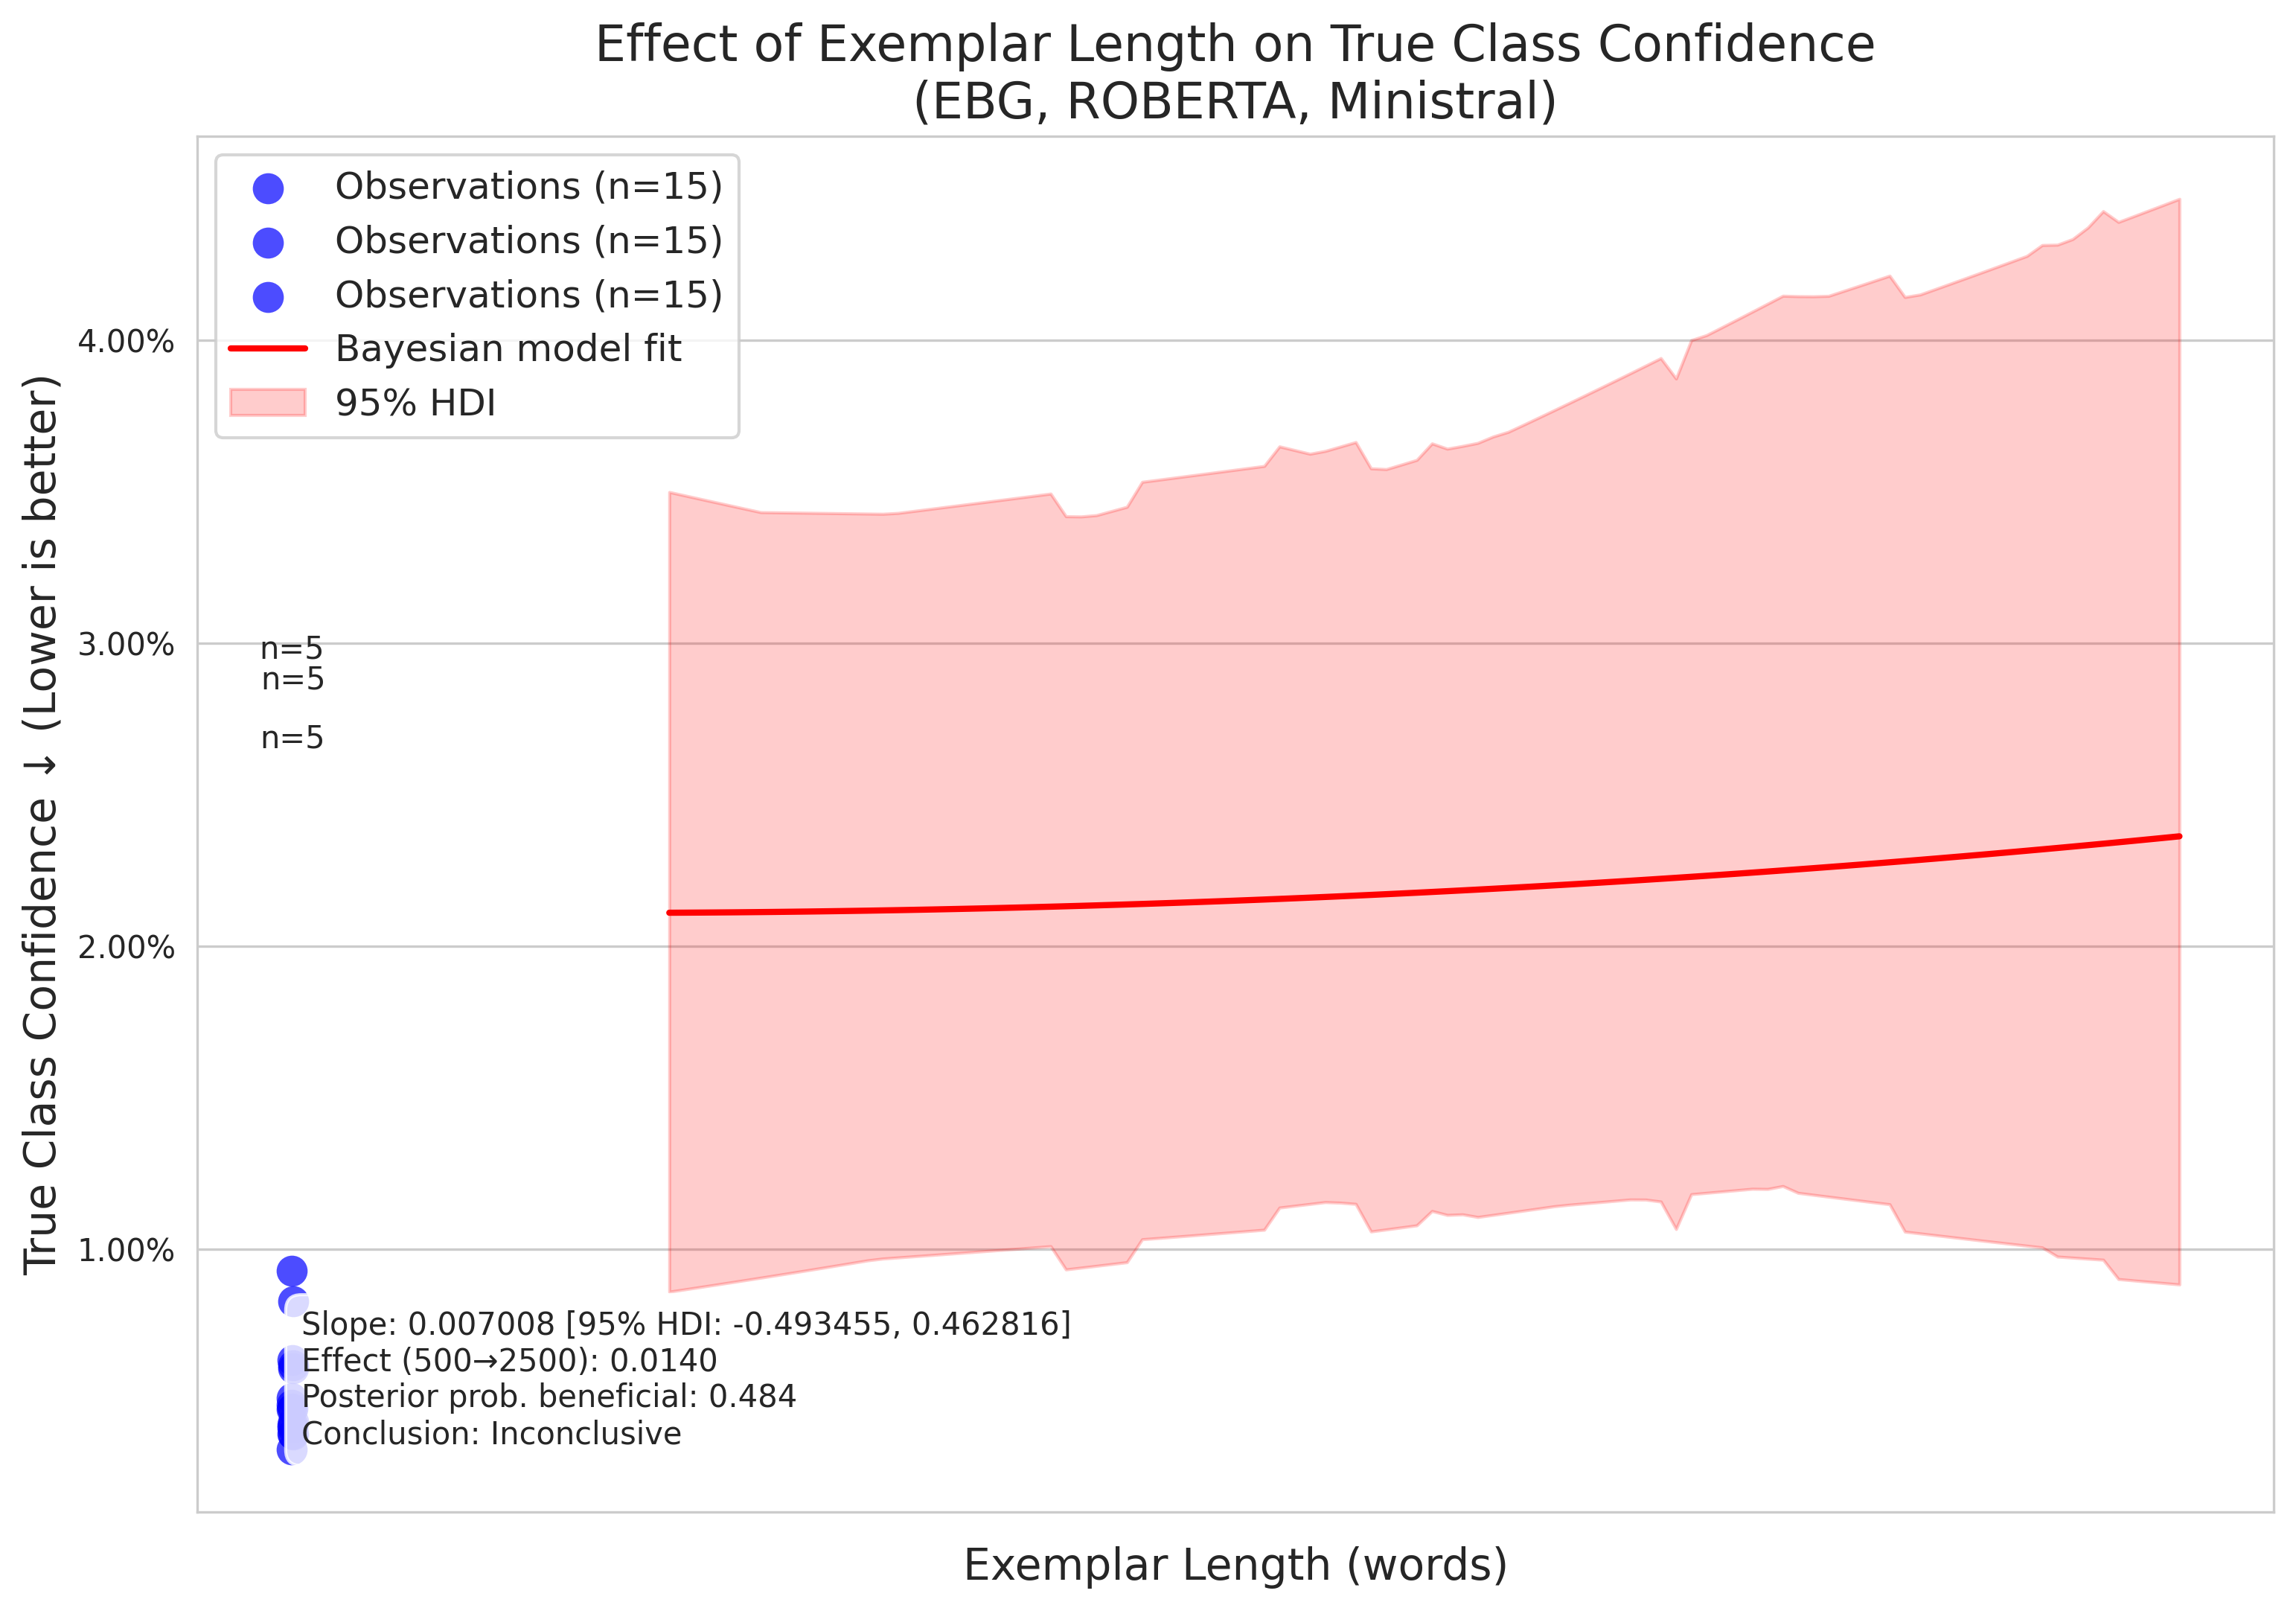 Effect of Exemplar Length on True Class Confidence
(EBG, ROBERTA, Ministral)
Observations (n=15)
Observations (n=15)
Observations (n=15)
Bayesian model fit
95% HDI
True Class Confidence ↓ (Lower is better)
4.00%
3.00%
2.00%
1.00%
n=5
n=5
n=5
Slope: 0.007008 [95% HDI: -0.493455, 0.462816]
Effect (500→2500): 0.0140
Posterior prob. beneficial: 0.484
Conclusion: Inconclusive
Exemplar Length (words)